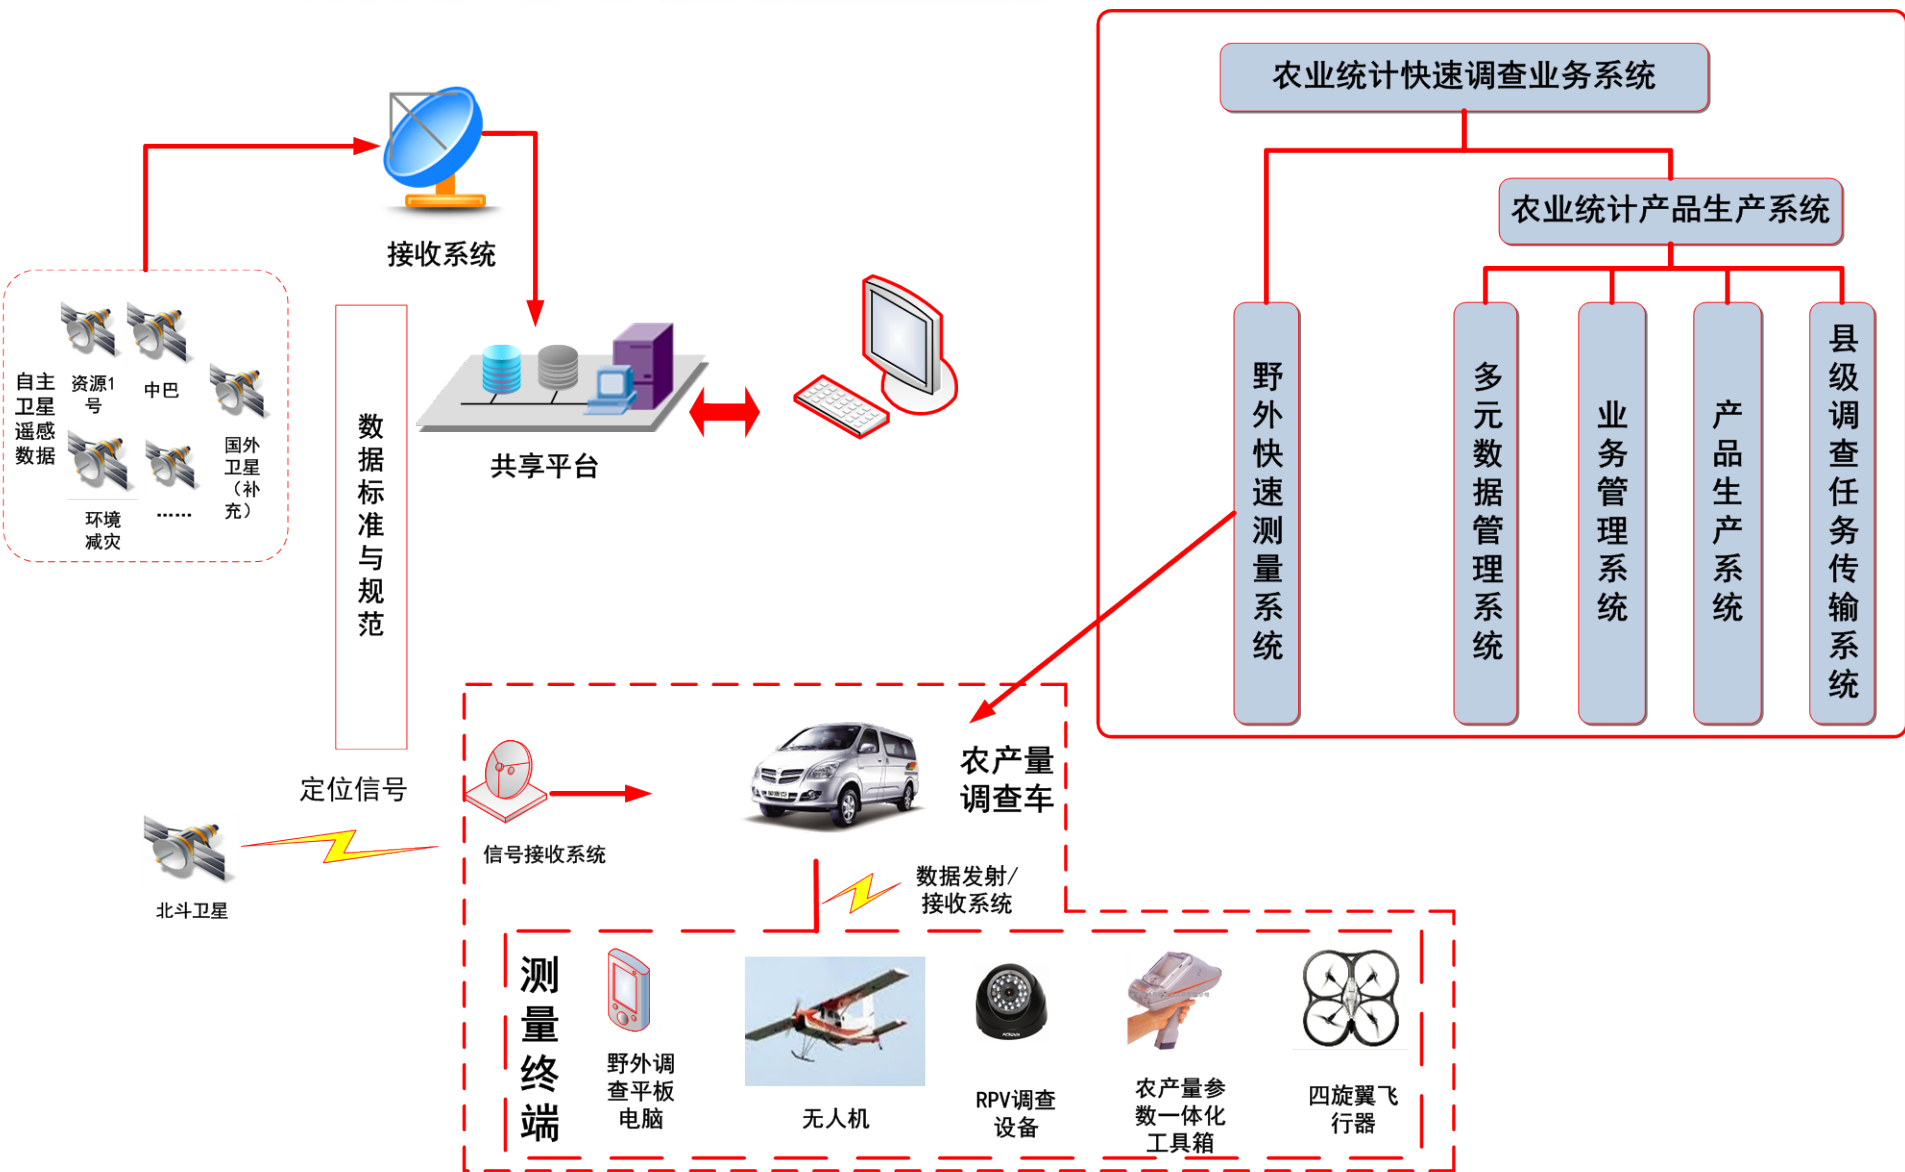 农业统计快速调查业务系统
农业统计产品生产系统
接收系统
自主
卫星
遥感
数据
资源1
号
中巴
国外
卫星
（补
充）
环境
减灾
……
数据标准与规范
共享平台
野外快速测量系统
多元数据管理系统
业务管理系统
产品生产系统
县级调查任务传输系统
定位信号
北斗卫星
信号接收系统
农产量
调查车
数据发射/
接收系统
测量终端
野外调
查平板
电脑
无人机
RPV调查
设备
农产量参
数一体化
工具箱
四旋翼飞
行器